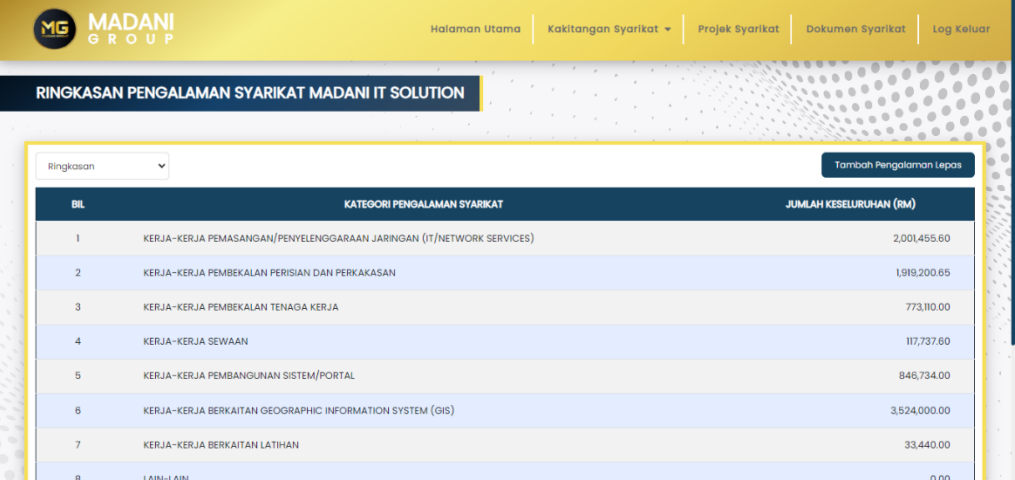 MG MADANI
GROUP
Halaman Utama Kakitangan Syarikat Projek Syarikat Dokumen Syarikat Log Keluar
RINGKASAN PENGALAMAN SYARIKAT MADANI IT SOLUTION
Ringkasan Tambah Pengalaman Lepas
BIL KATEGORI PENGALAMAN SYARIKAT JUMLAH KESELURUHAN (RM)
1 KERJA-KERJA PEMASANGAN/PENYELENGGARAAN JARINGAN (IT/NETWORK SERVICES) 2,001,455.60
2 KERJA-KERJA PEMBEKALAN PERISIAN DAN PERKAKASAN 1,919,200.65
3 KERJA-KERJA PEMBEKALAN TENAGA KERJA 773,110.00
4 KERJA-KERJA SEWAAN 117,737.60
5 KERJA-KERJA PEMBANGUNAN SISTEM/PORTAL 846,734.00
6 KERJA-KERJA BERKAITAN GEOGRAPHIC INFORMATION SYSTEM (GIS) 3,524,000.00
7 KERJA-KERJA BERKAITAN LATIHAN 33,440.00
8 LAIN-LAIN 0.00